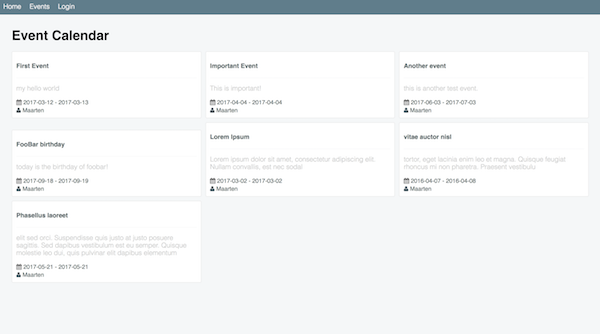 Home Events Login
Event Calendar
First Event
my hello world
2017-03-12 - 2017-03-13
Maarten
Important Event
This is important!
2017-04-04 - 2017-04-04
Maarten
Another event
this is another test event.
2017-06-03 - 2017-07-03
Maarten
FooBar birthday
today is the birthday of foobar!
2017-09-18 - 2017-09-19
Maarten
Lorem Ipsum
Lorem ipsum dolor sit amet, consectetur adipiscing elit.
Nullam convallis, est nec sodal
2017-03-02 - 2017-03-02
Maarten
vitae auctor nisl
tortor, eget lacinia enim leo et magna. Quisque feugiat
rhoncus mi non pharetra. Praesent vestibulu
2016-04-07 - 2016-04-08
Maarten
Phasellus laoreet
elit sed orci. Suspendisse quis justo at justo posuere
sagittis. Sed dapibus vestibulum est eu semper. Quisque
molestie leo dui, quis pulvinar elit dapibus elementum
2017-05-21 - 2017-05-21
Maarten